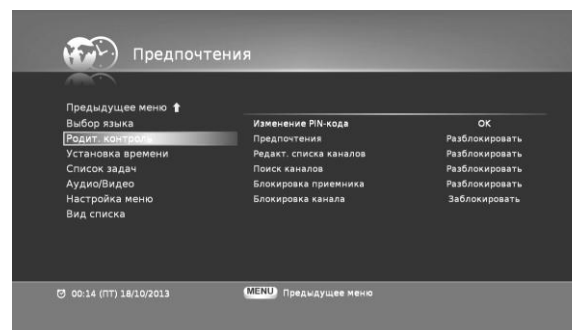 Предпочтения
Предыдущее меню
Выбор языка
Родит. контроль
Установка времени
Список задач
Аудио/Видео
Настройка меню
Вид списка
Изменение PIN-кода OK
Предпочтения Разблокировать
Редакт. списка каналов Разблокировать
Поиск каналов Разблокировать
Блокировка приемника Разблокировать
Блокировка канала Заблокировать
00:14 (ПТ) 18/10/2013 MENU Предыдущее меню